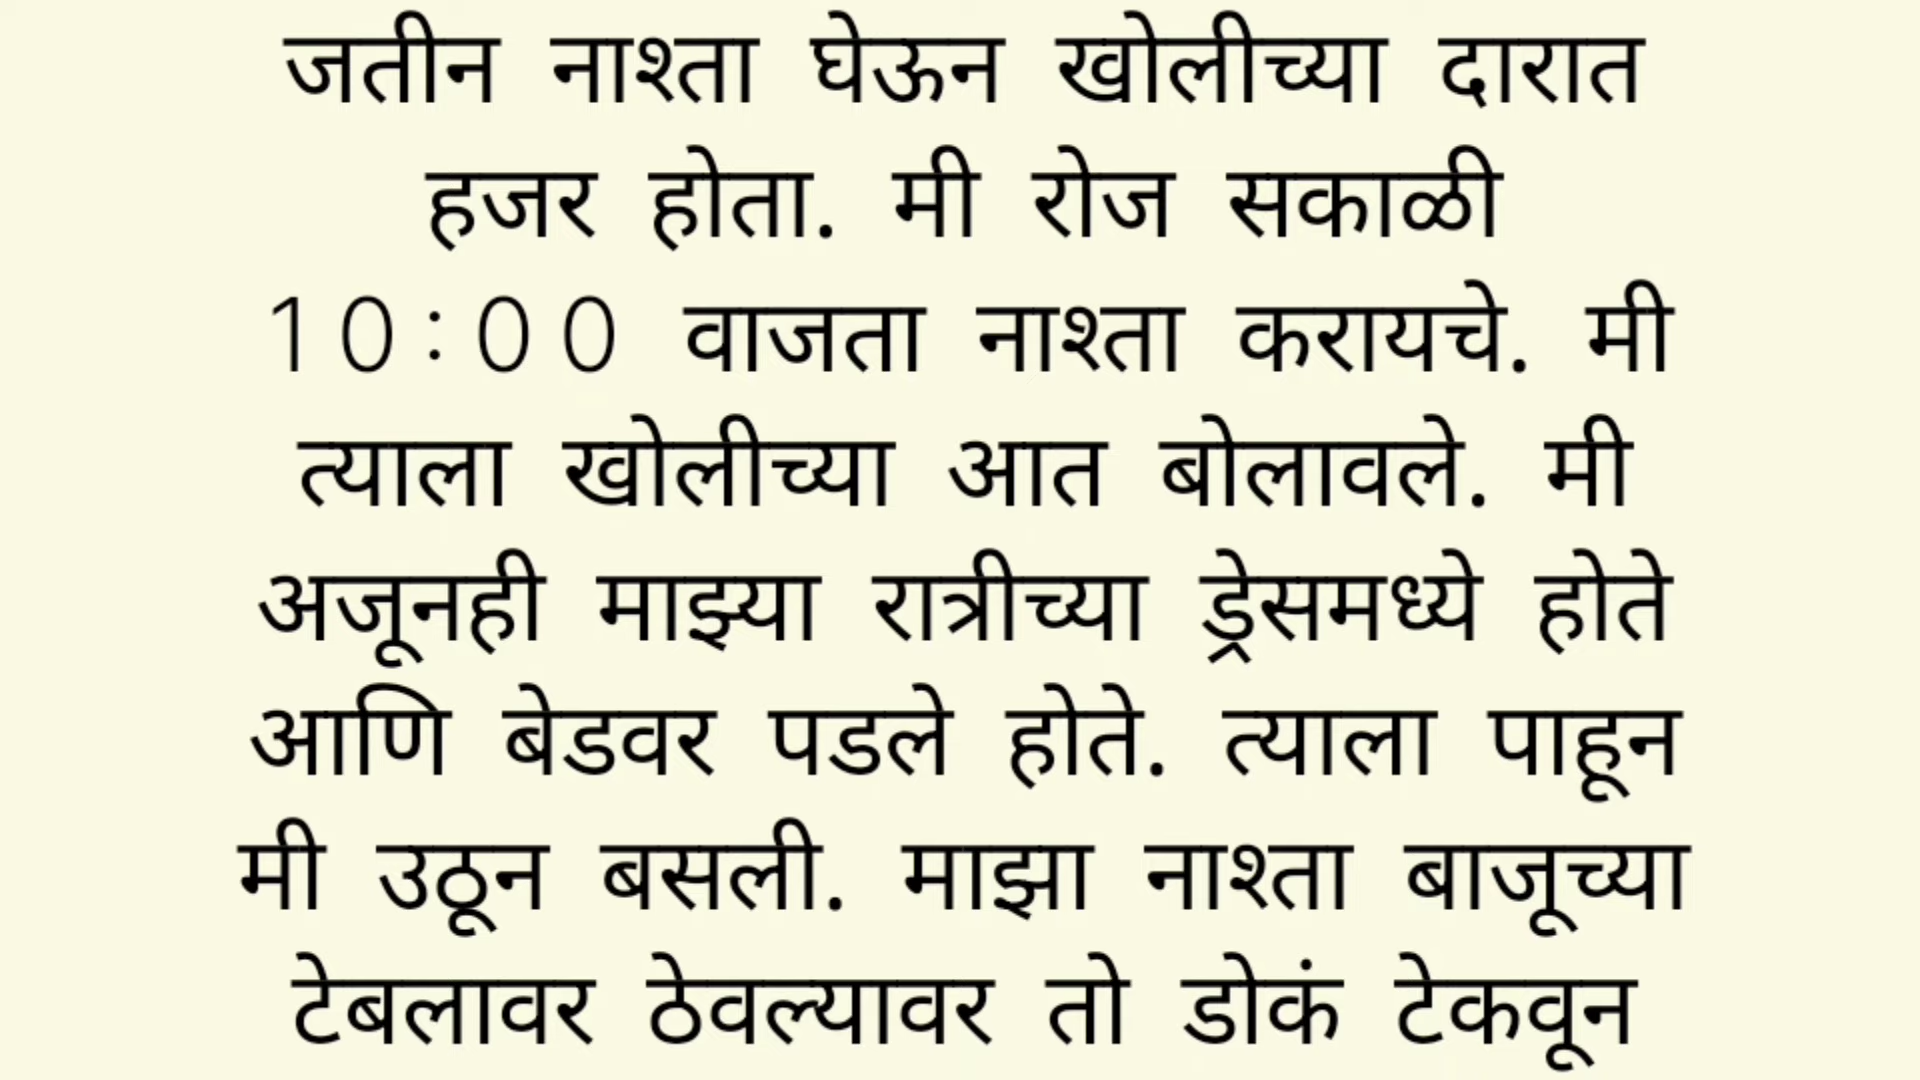 जतीन नाश्ता घेऊन खोलीच्या दारात
हजर होता. मी रोज सकाळी
10:00 वाजता नाश्ता करायचे. मी
त्याला खोलीच्या आत बोलावले. मी
अजूनही माझ्या रात्रीच्या ड्रेसमध्ये होते
आणि बेडवर पडले होते. त्याला पाहून
मी उठून बसली. माझा नाश्ता बाजूच्या
टेबलावर ठेवल्यावर तो डोकं टेकवून